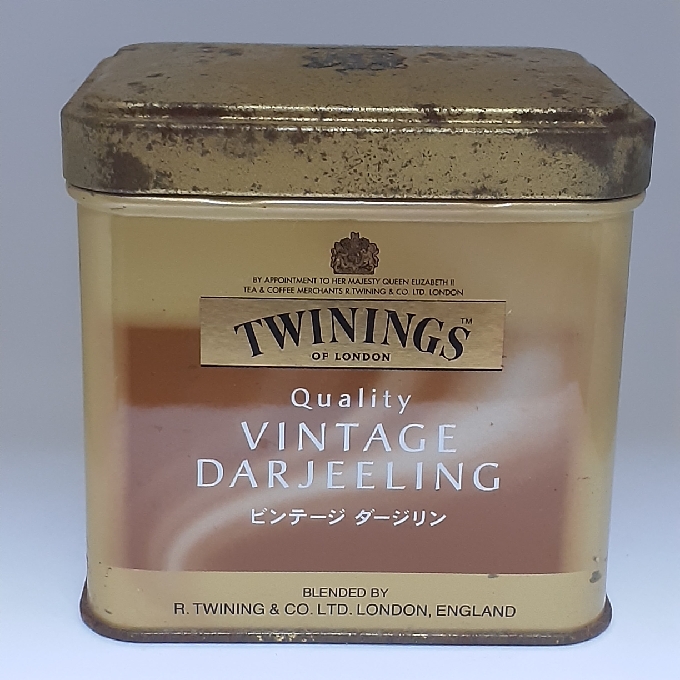 BY APPOINTMENT TO HER MAJESTY QUEEN ELIZABETH II
TEA & COFFEE MERCHANTS R.TWINING & CO. LTD. LONDON
TWININGS™
OF LONDON
Quality
VINTAGE
DARJEELING
ビンテージ ダージリン
BLENDED BY
R. TWINING & CO. LTD. LONDON, ENGLAND